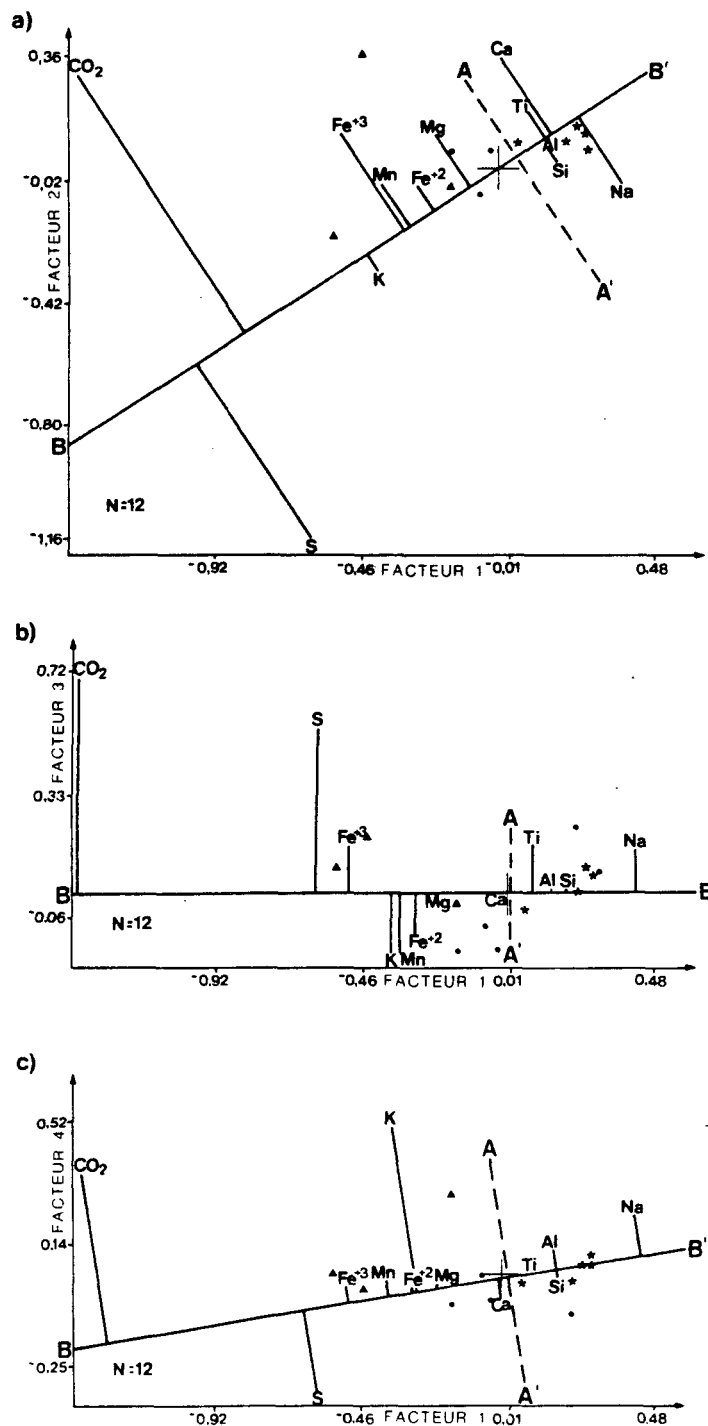 a)
0,36
CO₂
Ca
A
B'
Ti
Fe⁺³
Mg
Al
Si
Mn
Fe⁺²
Na
⁻0,02
FACTEUR 2
K
A'
⁻0,42
⁻0,80
B
N=12
⁻1,16
S
⁻0,92
⁻0,46
FACTEUR 1
⁻0,01
0,48
b)
0,72
CO₂
FACTEUR 3
S
0,33
A
Fe⁺³
Ti
Na
Al
Si
B
Mg
Ca
B
⁻0,06
N=12
Fe⁺²
K
Mn
A'
⁻0,92
⁻0,46
FACTEUR 1
0,01
0,48
c)
0,52
K
FACTEUR 4
CO₂
A
Na
0,14
Al
B'
Fe⁺³
Mn
Fe⁺²
Mg
Ti
Si
Ca
B
⁻0,25
N=12
S
A'
⁻0,92
⁻0,46
FACTEUR 1
0,01
0,48